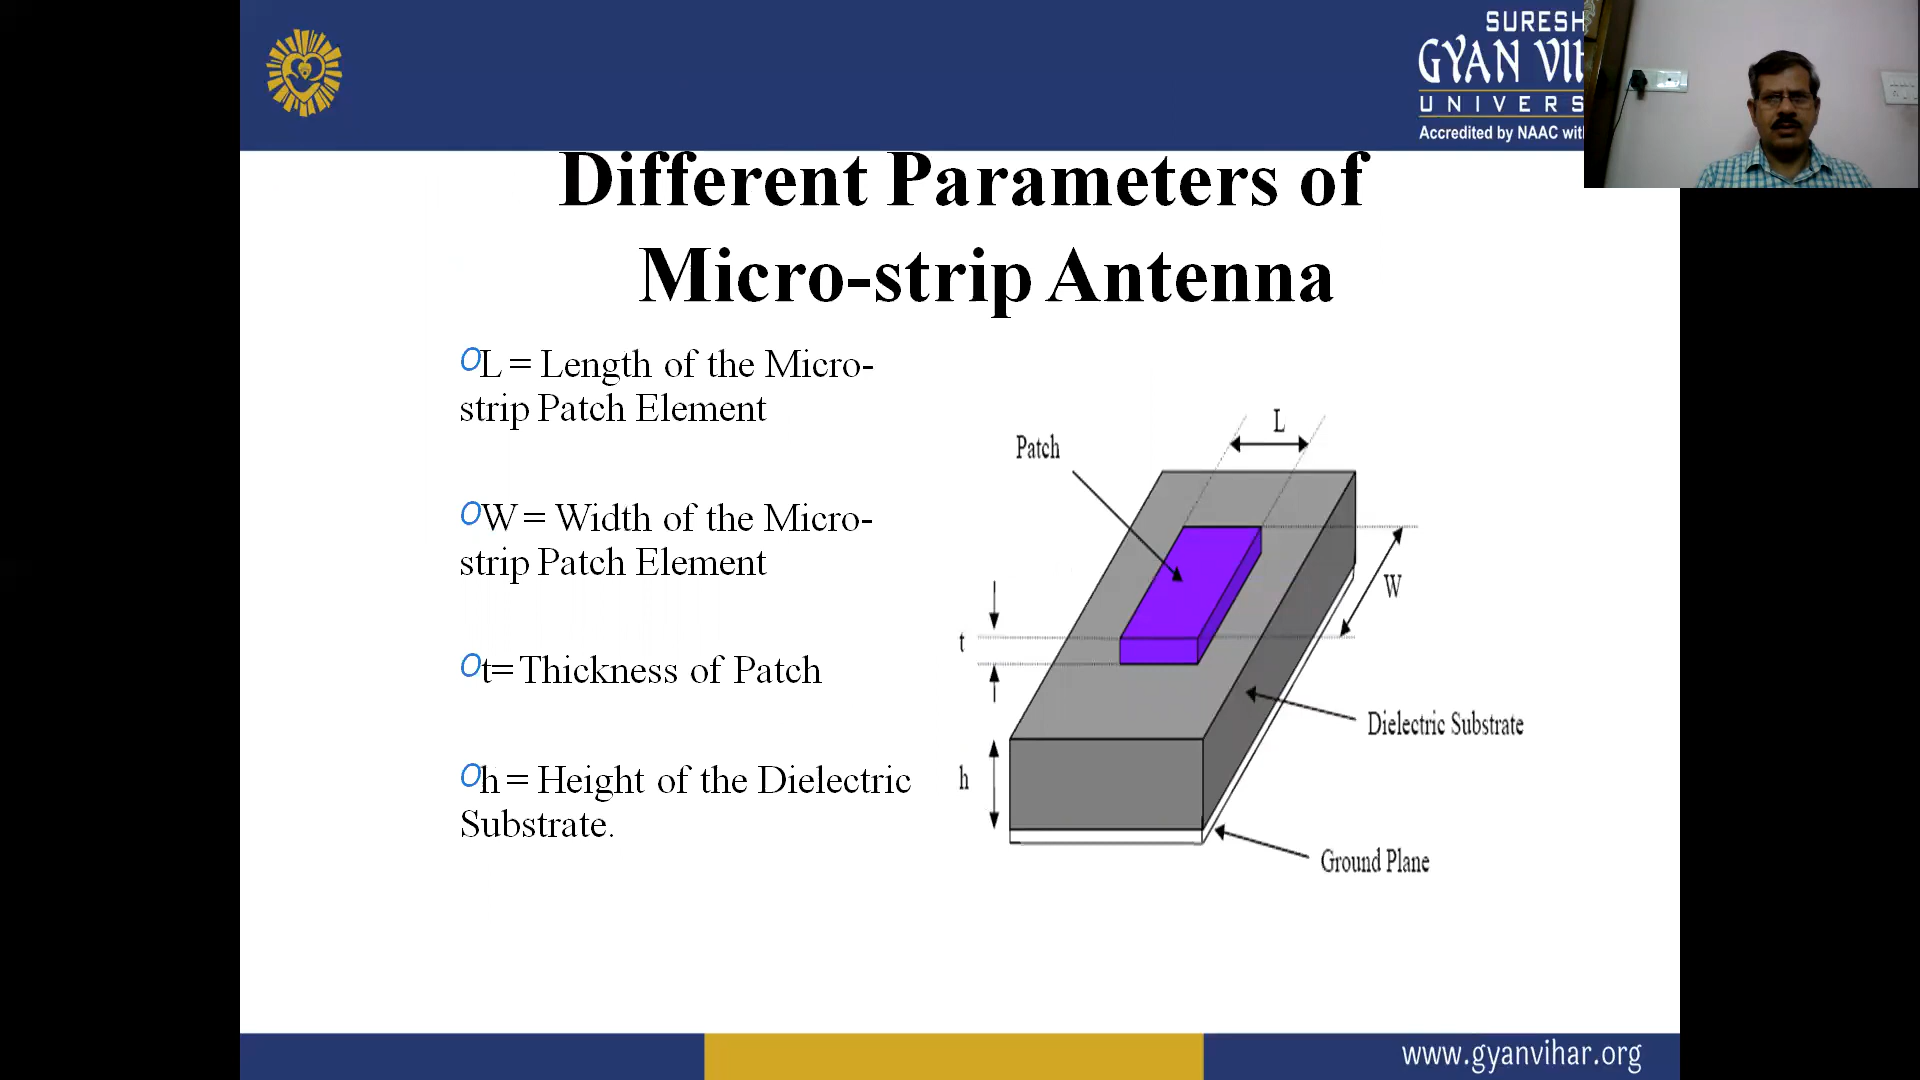 SURESH
GYAN VIH
UNIVERS
Accredited by NAAC wit
Different Parameters of
Micro-strip Antenna
L = Length of the Micro-
strip Patch Element
W = Width of the Micro-
strip Patch Element
t= Thickness of Patch
h = Height of the Dielectric
Substrate.
L
Patch
W
t
Dielectric Substrate
h
Ground Plane
www.gyanvihar.org